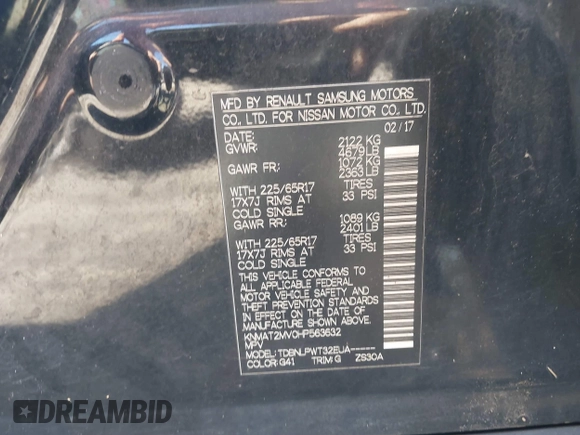 MFD. BY RENAULT SAMSUNG MOTORS
CO., LTD. FOR NISSAN MOTOR CO., LTD.
DATE: 02/17
GVWR: 2122 KG
4679 LB
GAWR FR: 1072 KG
2363 LB
WITH 225/65R17 TIRES
17X7J RIMS AT 33 PSI
COLD SINGLE
GAWR RR: 1089 KG
2401 LB
WITH 225/65R17 TIRES
17X7J RIMS AT 33 PSI
COLD SINGLE
THIS VEHICLE CONFORMS TO
ALL APPLICABLE FEDERAL
MOTOR VEHICLE SAFETY AND
THEFT PREVENTION STANDARDS
IN EFFECT ON THE DATE OF
MANUFACTURE SHOWN ABOVE.
KNMAT2MV0HP563632
MPV
MODEL: TDBNLPWT32EUA-----
COLOR: G41 TRIM: G ZS30A
AUTOBIDMASTER